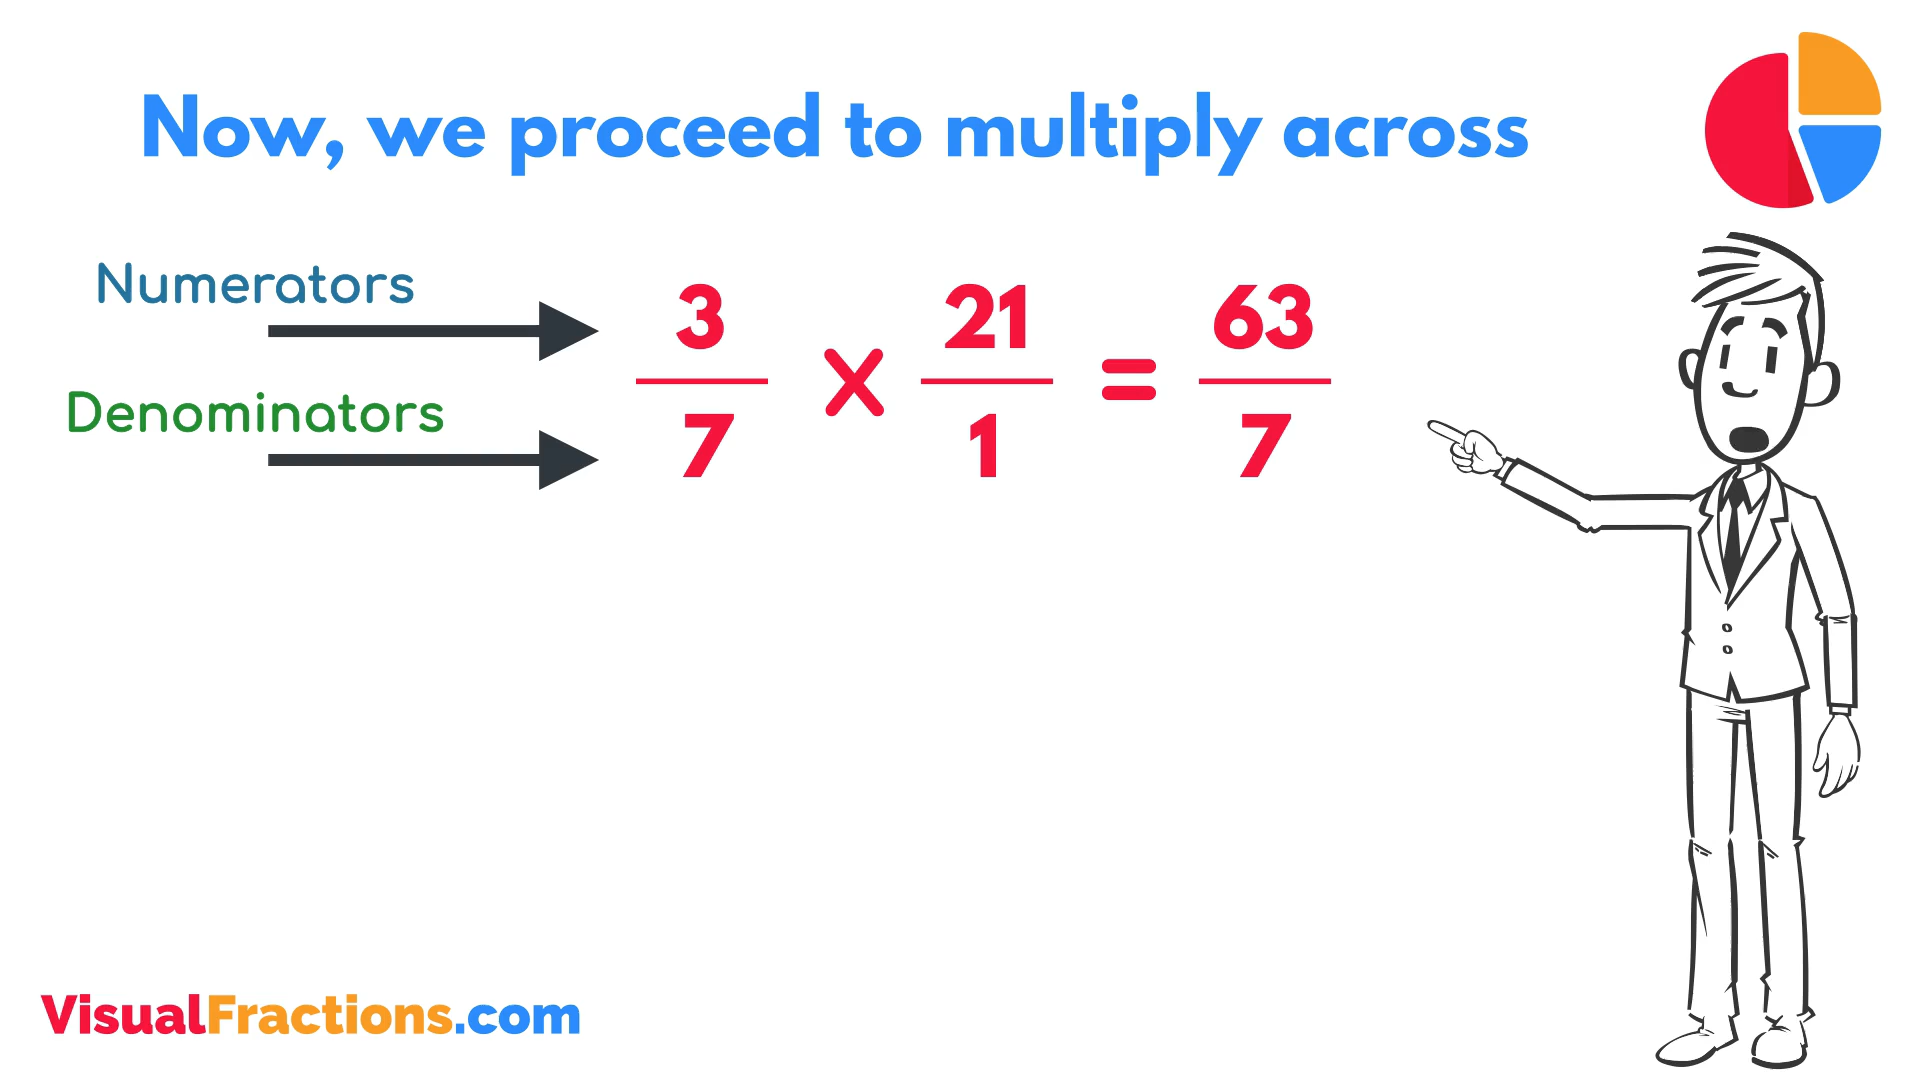 Now, we proceed to multiply across
Numerators
Denominators
3 21 63
× =
7 1 7
VisualFractions.com